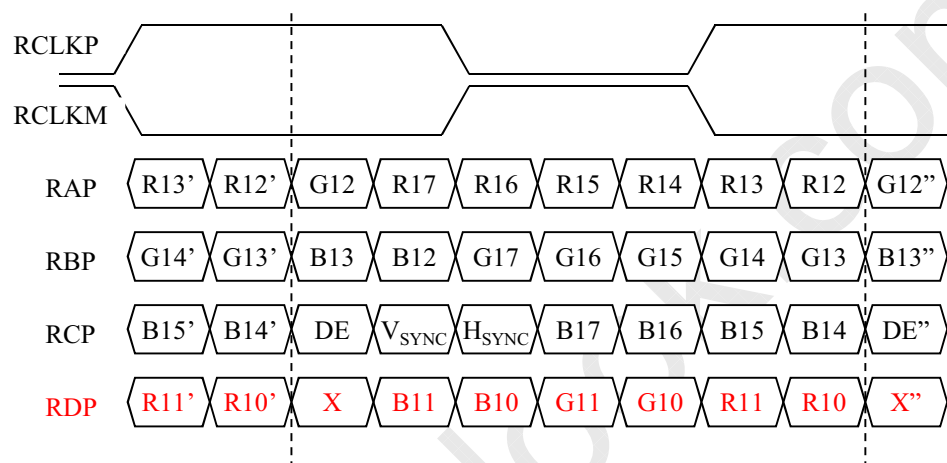 RCLKP
RCLKM
RAP R13’ R12’ G12 R17 R16 R15 R14 R13 R12 G12”
RBP G14’ G13’ B13 B12 G17 G16 G15 G14 G13 B13”
RCP B15’ B14’ DE VSYNC HSYNC B17 B16 B15 B14 DE”
RDP R11’ R10’ X B11 B10 G11 G10 R11 R10 X”